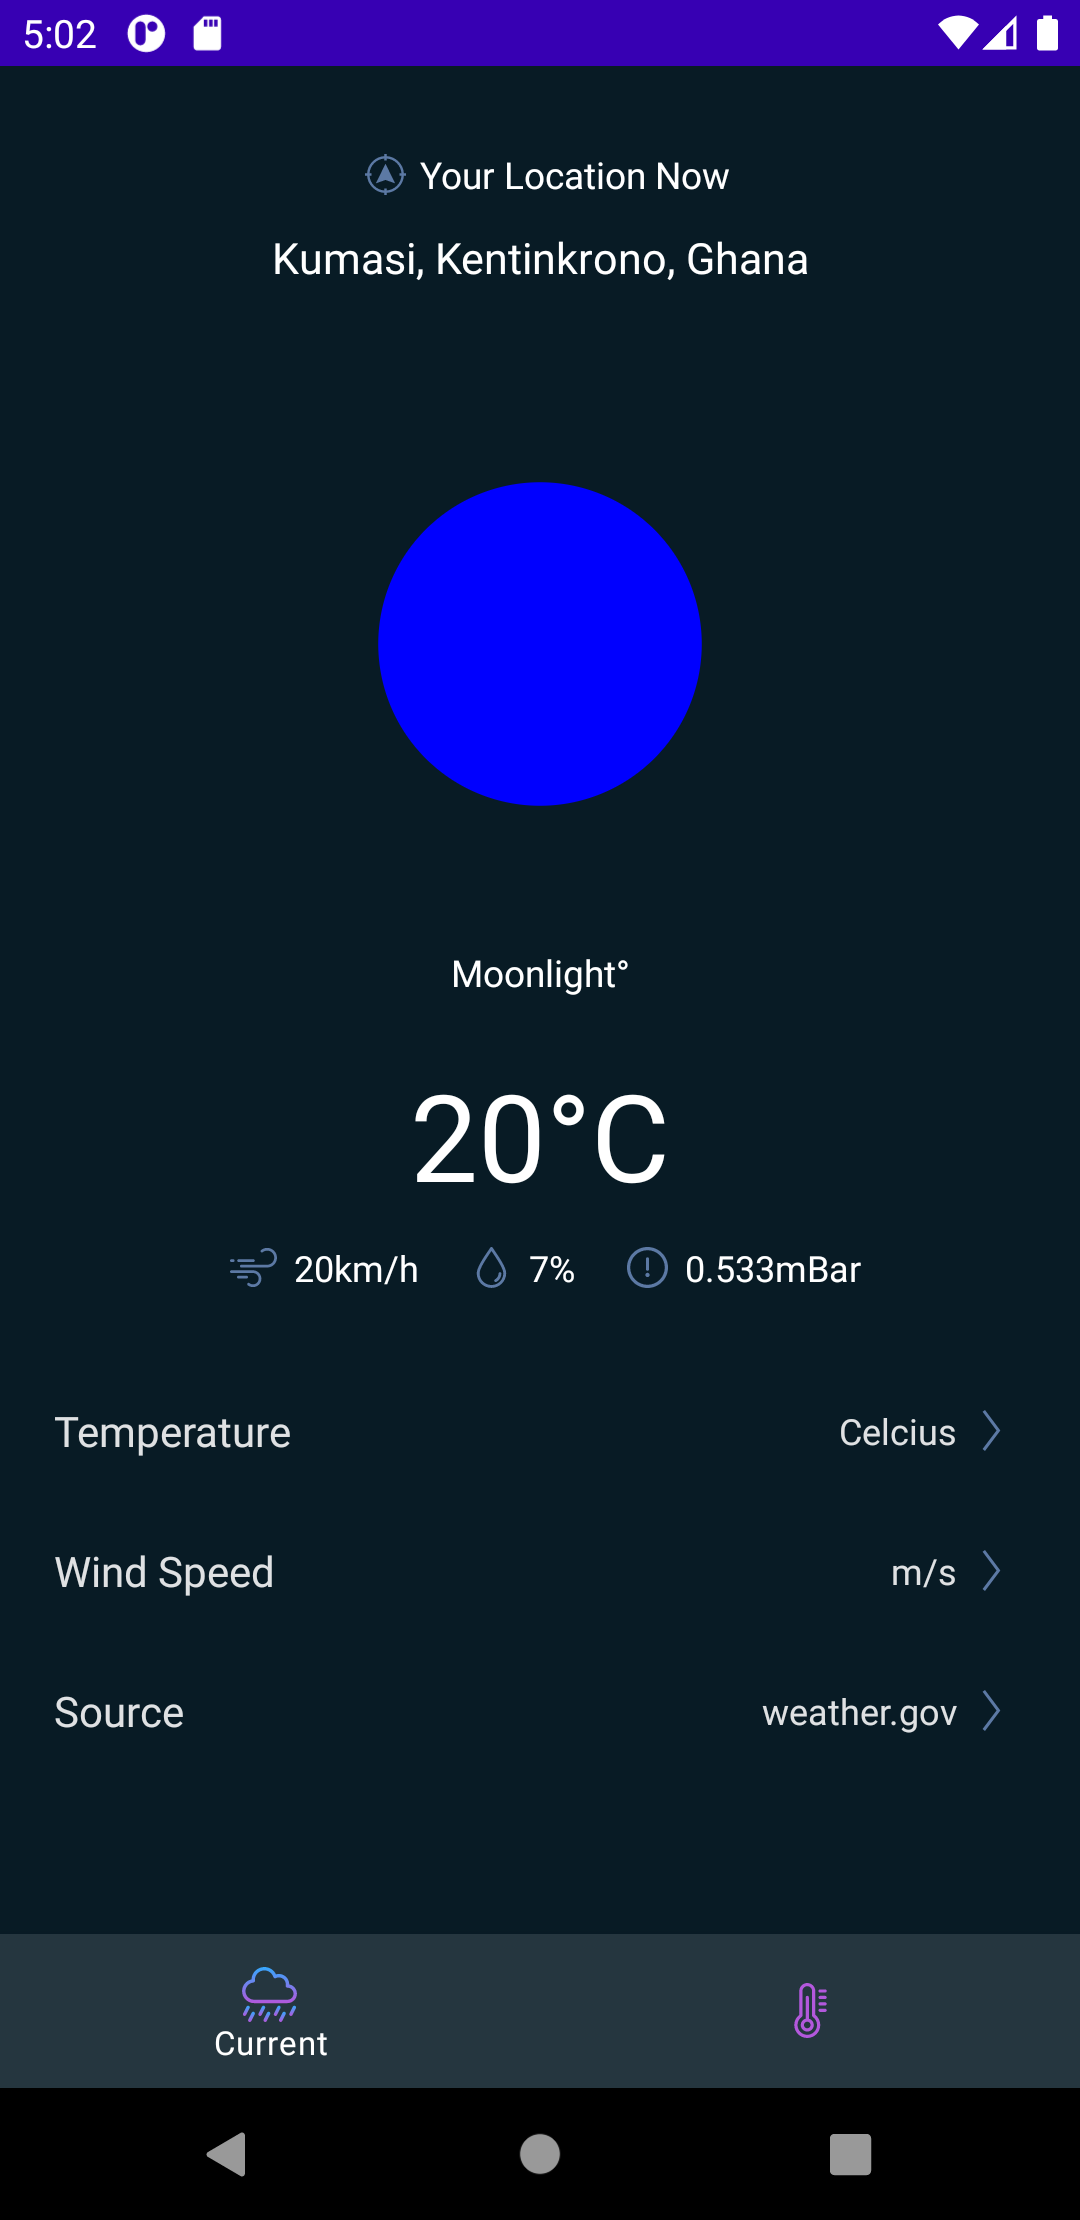 5:02
Your Location Now
Kumasi, Kentinkrono, Ghana
Moonlight°
20°C
20km/h 7% 0.533mBar
Temperature Celcius
Wind Speed m/s
Source weather.gov
Current